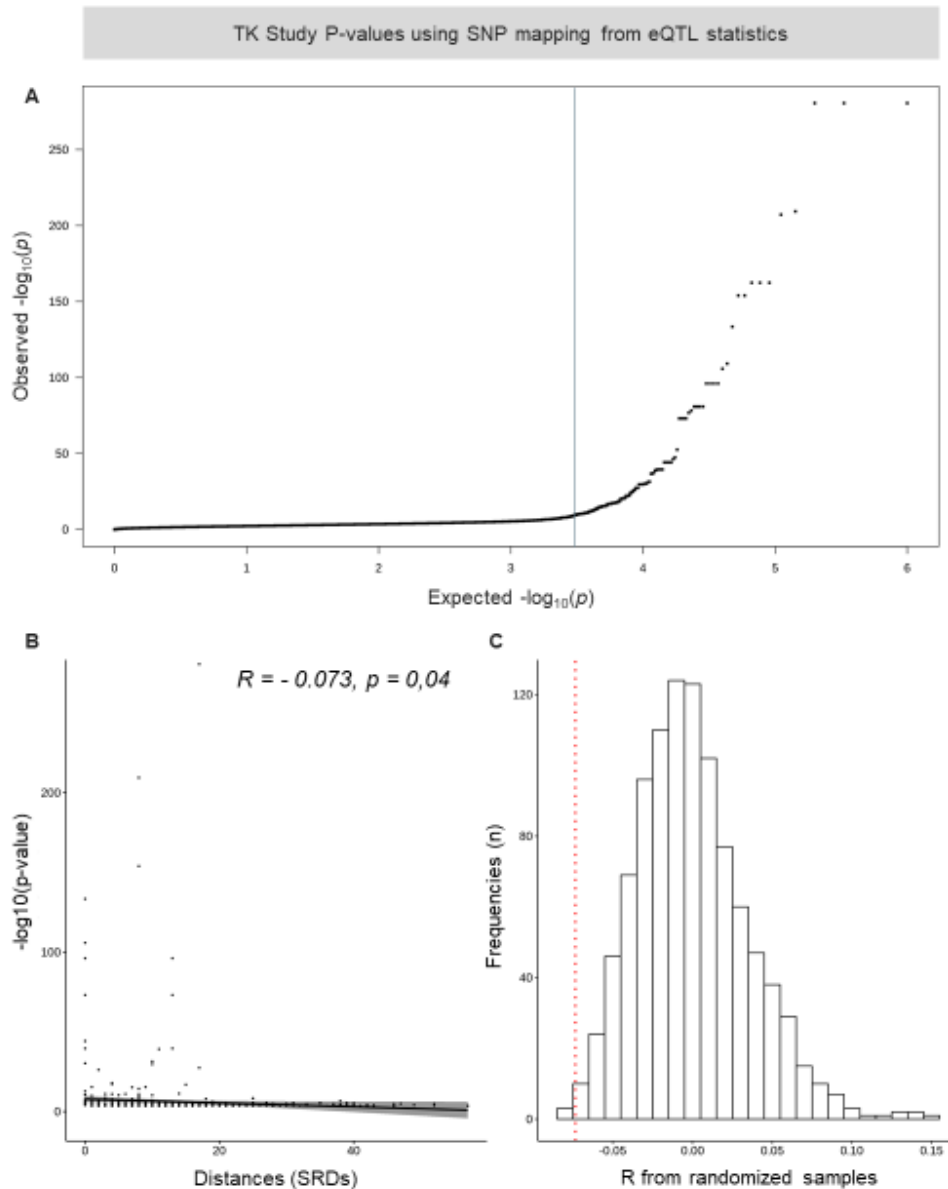 TK Study P-values using SNP mapping from eQTL statistics
A
Observed -log10(p)
250
200
150
100
50
0
0 1 2 3 4 5 6
Expected -log10(p)
B
R = - 0.073, p = 0,04
-log10(p-value)
200
100
0
0 20 40
Distances (SRDs)
C
Frequencies (n)
120
80
40
0
-0.05 0.00 0.05 0.10 0.15
R from randomized samples